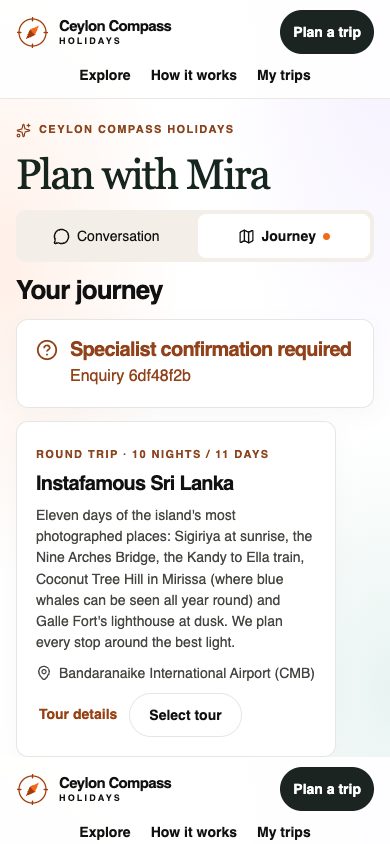 Ceylon Compass
HOLIDAYS
Plan a trip
Explore How it works My trips
CEYLON COMPASS HOLIDAYS
Plan with Mira
Conversation
Journey
Your journey
Specialist confirmation required
Enquiry 6df48f2b
ROUND TRIP · 10 NIGHTS / 11 DAYS
Instafamous Sri Lanka
Eleven days of the island's most
photographed places: Sigiriya at sunrise, the
Nine Arches Bridge, the Kandy to Ella train,
Coconut Tree Hill in Mirissa (where blue
whales can be seen all year round) and
Galle Fort's lighthouse at dusk. We plan
every stop around the best light.
Bandaranaike International Airport (CMB)
Tour details
Select tour
Ceylon Compass
HOLIDAYS
Plan a trip
Explore How it works My trips